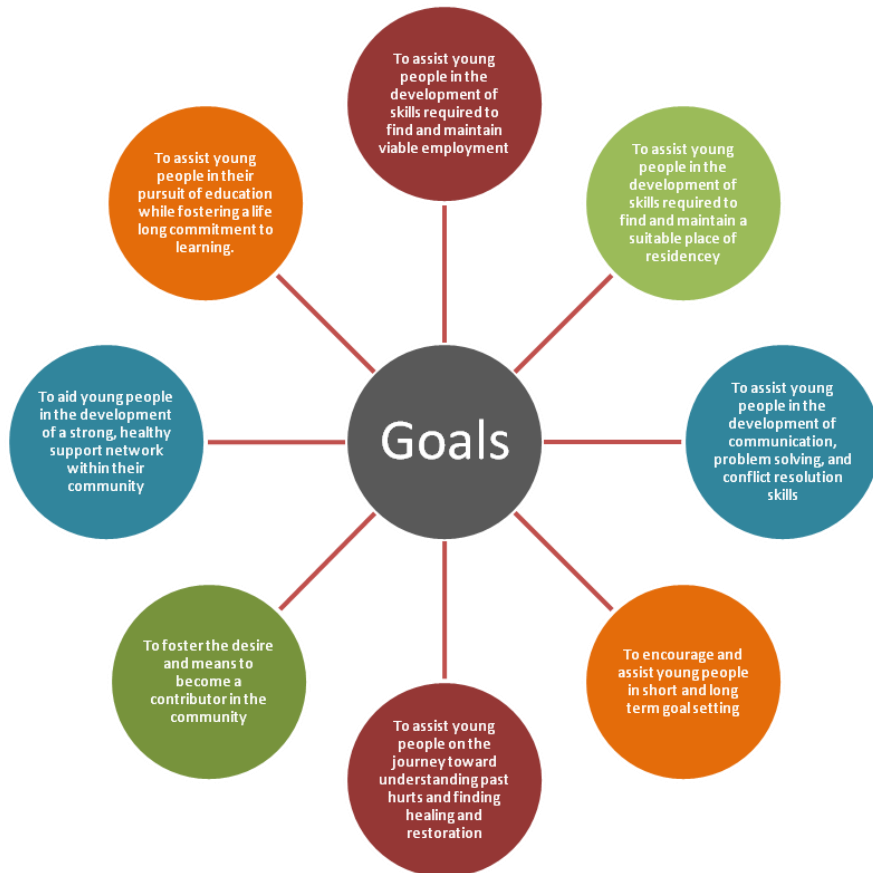 To assist young
people in the
development of
skills required to
find and maintain
viable employment
To assist young
people in the
development of
skills required to
find and maintain a
suitable place of
residencey
To assist young
people in the
development of
communication,
problem solving, and
conflict resolution
skills
To encourage and
assist young people
in short and long
term goal setting
To assist young
people on the
journey toward
understanding past
hurts and finding
healing and
restoration
To foster the desire
and means to
become a
contributor in the
community
To aid young people
in the development
of a strong, healthy
support network
within their
community
To assist young
people in their
pursuit of education
while fostering a life
long commitment to
learning.
Goals